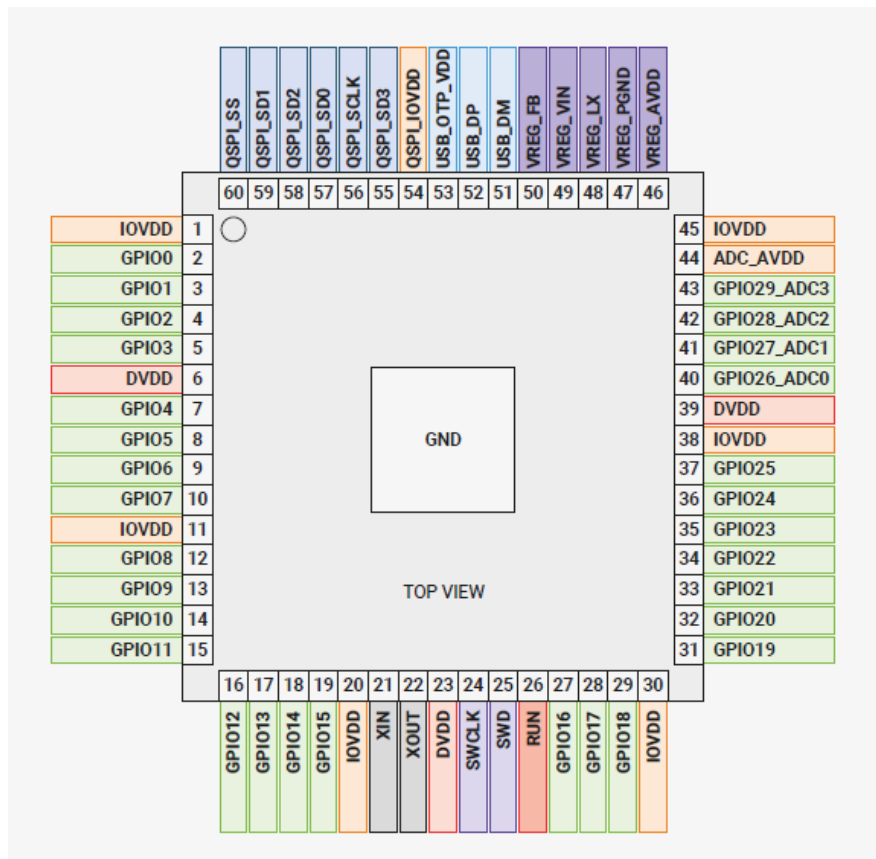 QSPI_SS
QSPI_SD1
QSPI_SD2
QSPI_SD0
QSPI_SCLK
QSPI_SD3
QSPI_IOVDD
USB_OTP_VDD
USB_DP
USB_DM
VREG_FB
VREG_VIN
VREG_LX
VREG_PGND
VREG_AVDD
60 59 58 57 56 55 54 53 52 51 50 49 48 47 46
IOVDD 1
GPIO0 2
GPIO1 3
GPIO2 4
GPIO3 5
DVDD 6
GPIO4 7
GPIO5 8
GPIO6 9
GPIO7 10
IOVDD 11
GPIO8 12
GPIO9 13
GPIO10 14
GPIO11 15
GND
TOP VIEW
45 IOVDD
44 ADC_AVDD
43 GPIO29_ADC3
42 GPIO28_ADC2
41 GPIO27_ADC1
40 GPIO26_ADC0
39 DVDD
38 IOVDD
37 GPIO25
36 GPIO24
35 GPIO23
34 GPIO22
33 GPIO21
32 GPIO20
31 GPIO19
16 17 18 19 20 21 22 23 24 25 26 27 28 29 30
GPIO12
GPIO13
GPIO14
GPIO15
IOVDD
XIN
XOUT
DVDD
SWCLK
SWD
RUN
GPIO16
GPIO17
GPIO18
IOVDD